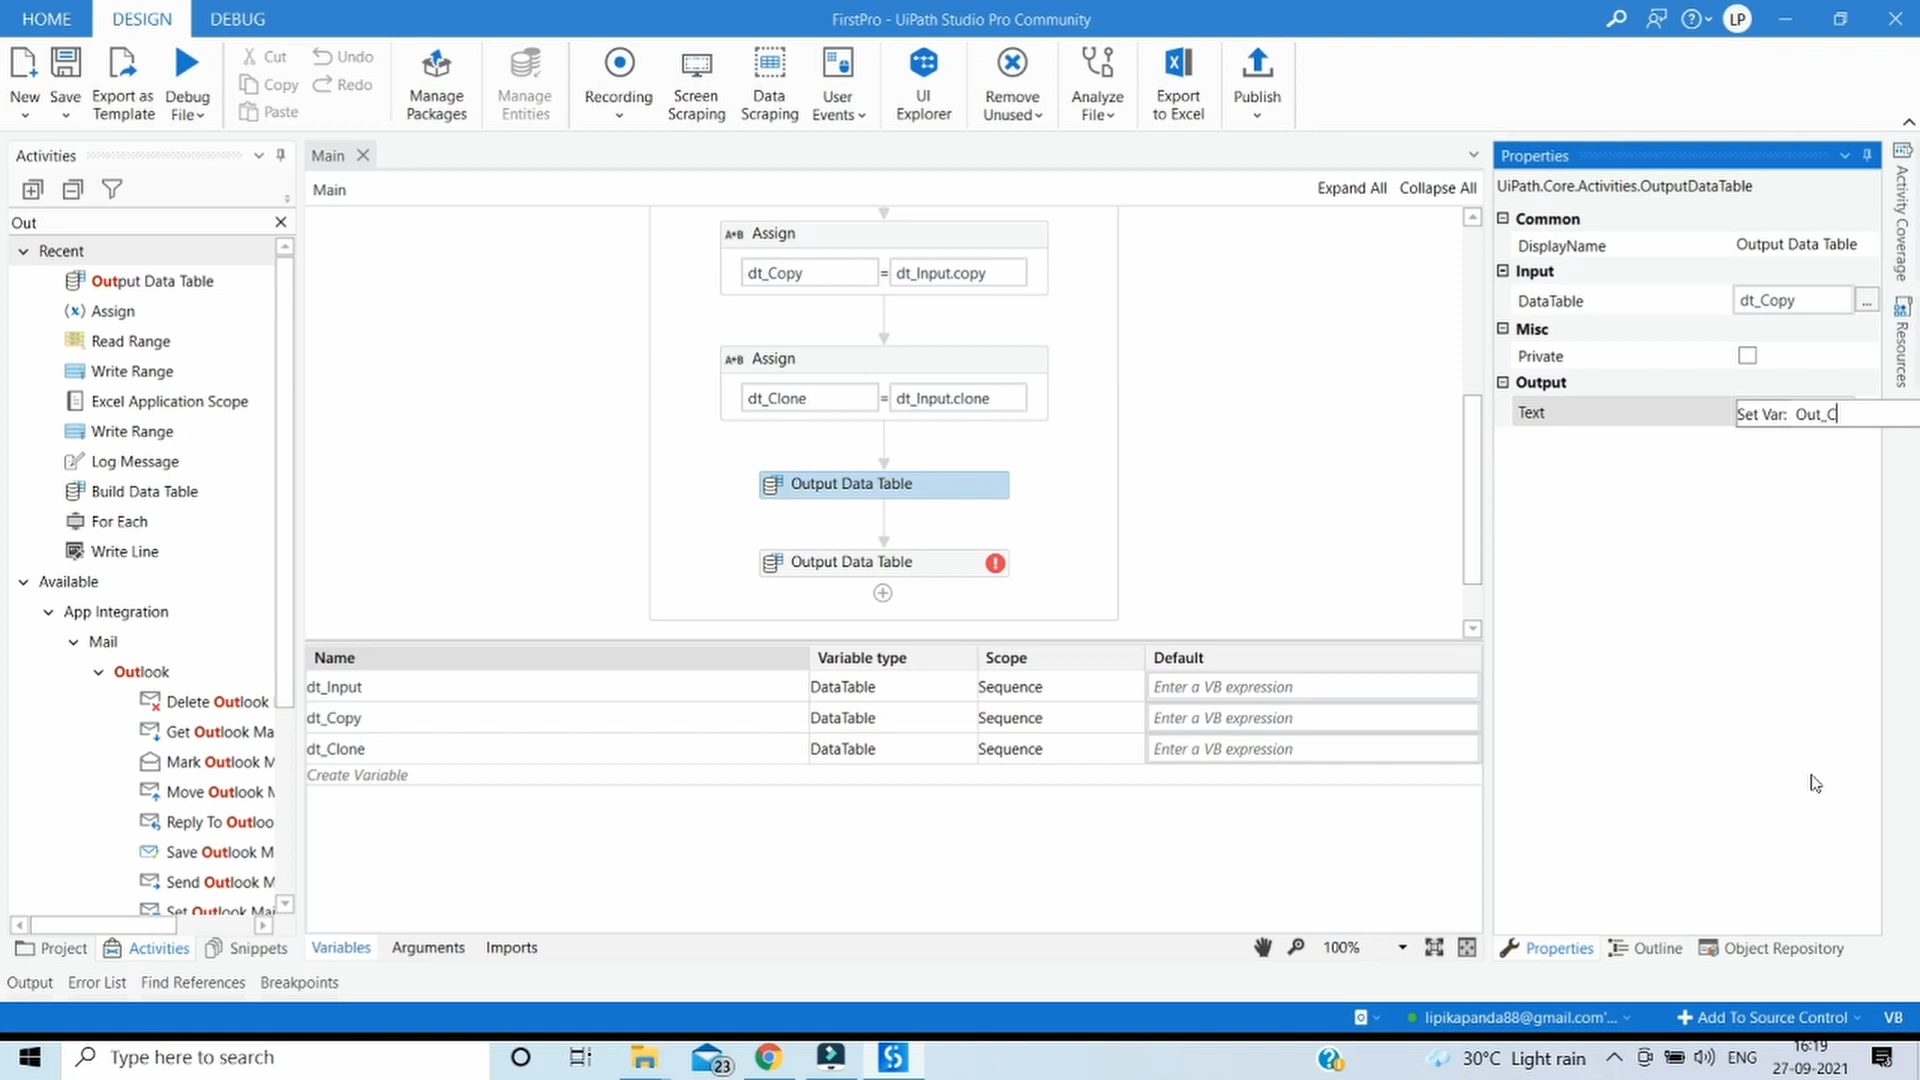 HOME DESIGN DEBUG FirstPro - UiPath Studio Pro Community LP
New Save Export as Template Debug File Cut Copy Paste Undo Redo Manage Packages Manage Entities Recording Screen Scraping Data Scraping User Events UI Explorer Remove Unused Analyze File Export to Excel Publish
Activities
Out
Recent
Output Data Table
Assign
Read Range
Write Range
Excel Application Scope
Write Range
Log Message
Build Data Table
For Each
Write Line
Available
App Integration
Mail
Outlook
Delete Outlook
Get Outlook Ma
Mark Outlook M
Move Outlook M
Reply To Outloo
Save Outlook M
Send Outlook M
Set Outlook Mai
Project Activities Snippets
Main
Main Expand All Collapse All
A*B Assign
dt_Copy = dt_Input.copy
A*B Assign
dt_Clone = dt_Input.clone
Output Data Table
Output Data Table
Name Variable type Scope Default
dt_Input DataTable Sequence Enter a VB expression
dt_Copy DataTable Sequence Enter a VB expression
dt_Clone DataTable Sequence Enter a VB expression
Create Variable
Variables Arguments Imports 100%
Properties
UiPath.Core.Activities.OutputDataTable
Common
DisplayName Output Data Table
Input
DataTable dt_Copy ...
Misc
Private
Output
Text Set Var: Out_C
Properties Outline Object Repository
Activity Coverage
Resources
Output Error List Find References Breakpoints
lipikapanda88@gmail.com'... Add To Source Control VB
Type here to search 23 30°C Light rain ENG 16:19
27-09-2021